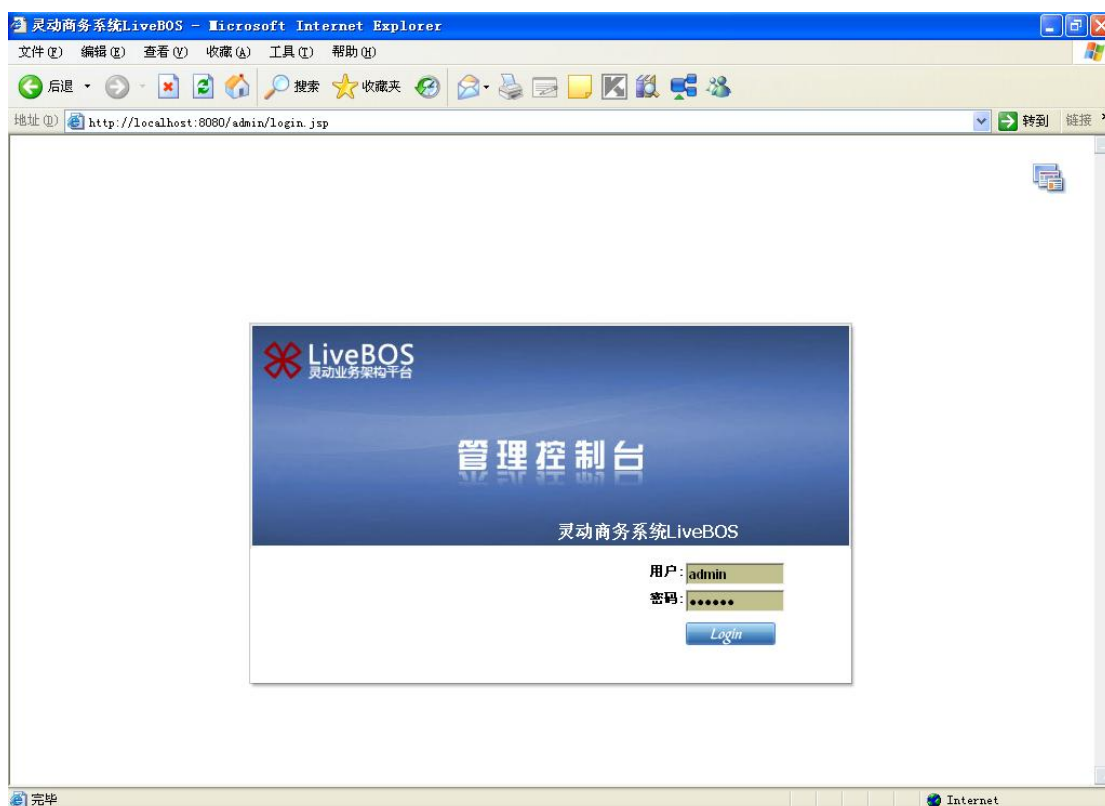 灵动商务系统LiveBOS - Microsoft Internet Explorer
文件(F) 编辑(E) 查看(V) 收藏(A) 工具(T) 帮助(H)
后退 搜索 收藏夹
地址(D) http://localhost:8080/admin/login.jsp 转到 链接
LiveBOS
灵动业务架构平台
管理控制台
灵动商务系统LiveBOS
用户: admin
密码: ••••••
Login
完毕 Internet